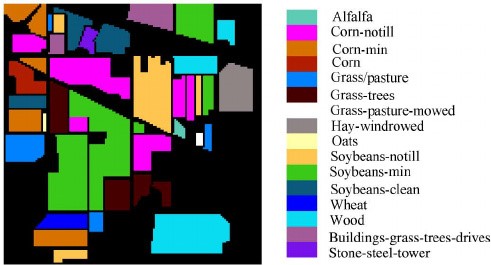 Alfalfa
Corn-notill
Corn-min
Corn
Grass/pasture
Grass-trees
Grass-pasture-mowed
Hay-windrowed
Oats
Soybeans-notill
Soybeans-min
Soybeans-clean
Wheat
Wood
Buildings-grass-trees-drives
Stone-steel-tower